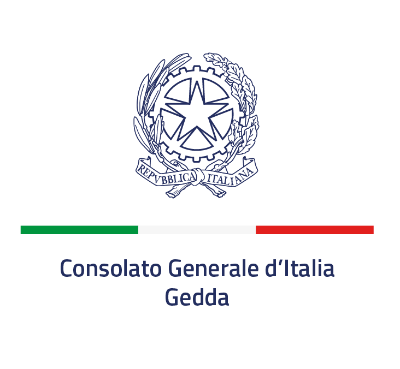 REPVBBLICA ITALIANA
Consolato Generale d'Italia
Gedda